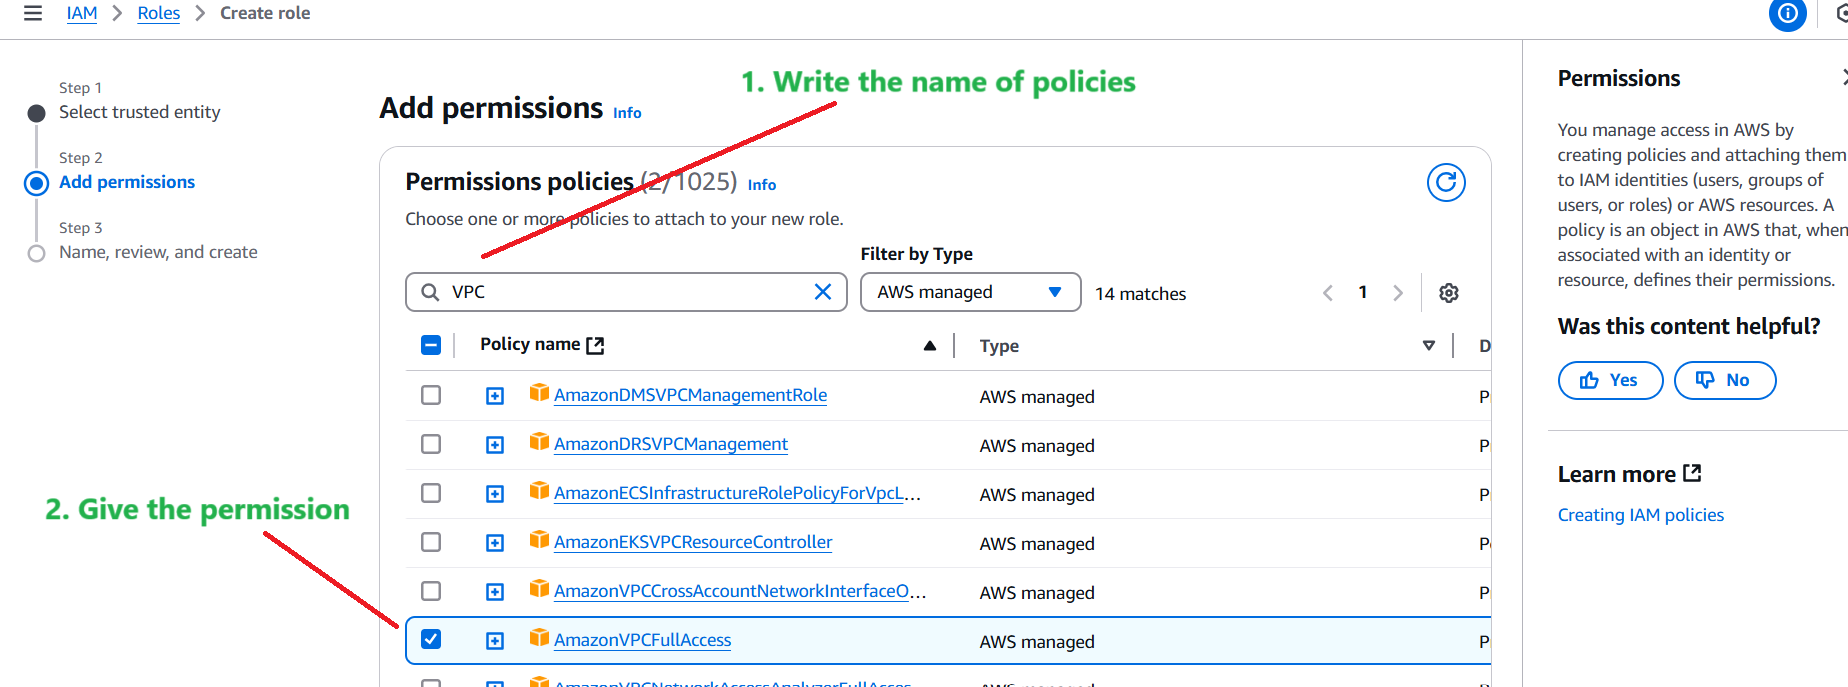 IAM > Roles > Create role
Step 1
Select trusted entity
Step 2
Add permissions
Step 3
Name, review, and create
1. Write the name of policies
Add permissions Info
Permissions policies (2/1025) Info
Choose one or more policies to attach to your new role.
Filter by Type
VPC
AWS managed
14 matches
1
Policy name
Type
D
AmazonDMSVPCManagementRole AWS managed
AmazonDRSVPCManagement AWS managed
AmazonECSInfrastructureRolePolicyForVpcL... AWS managed
AmazonEKSVPCResourceController AWS managed
AmazonVPCCrossAccountNetworkInterfaceO... AWS managed
AmazonVPCFullAccess AWS managed
AmazonVPCNetworkAccessAnalyzerFullAcces... AWS managed
2. Give the permission
Permissions
You manage access in AWS by
creating policies and attaching them
to IAM identities (users, groups of
users, or roles) or AWS resources. A
policy is an object in AWS that, when
associated with an identity or
resource, defines their permissions.
Was this content helpful?
Yes
No
Learn more
Creating IAM policies